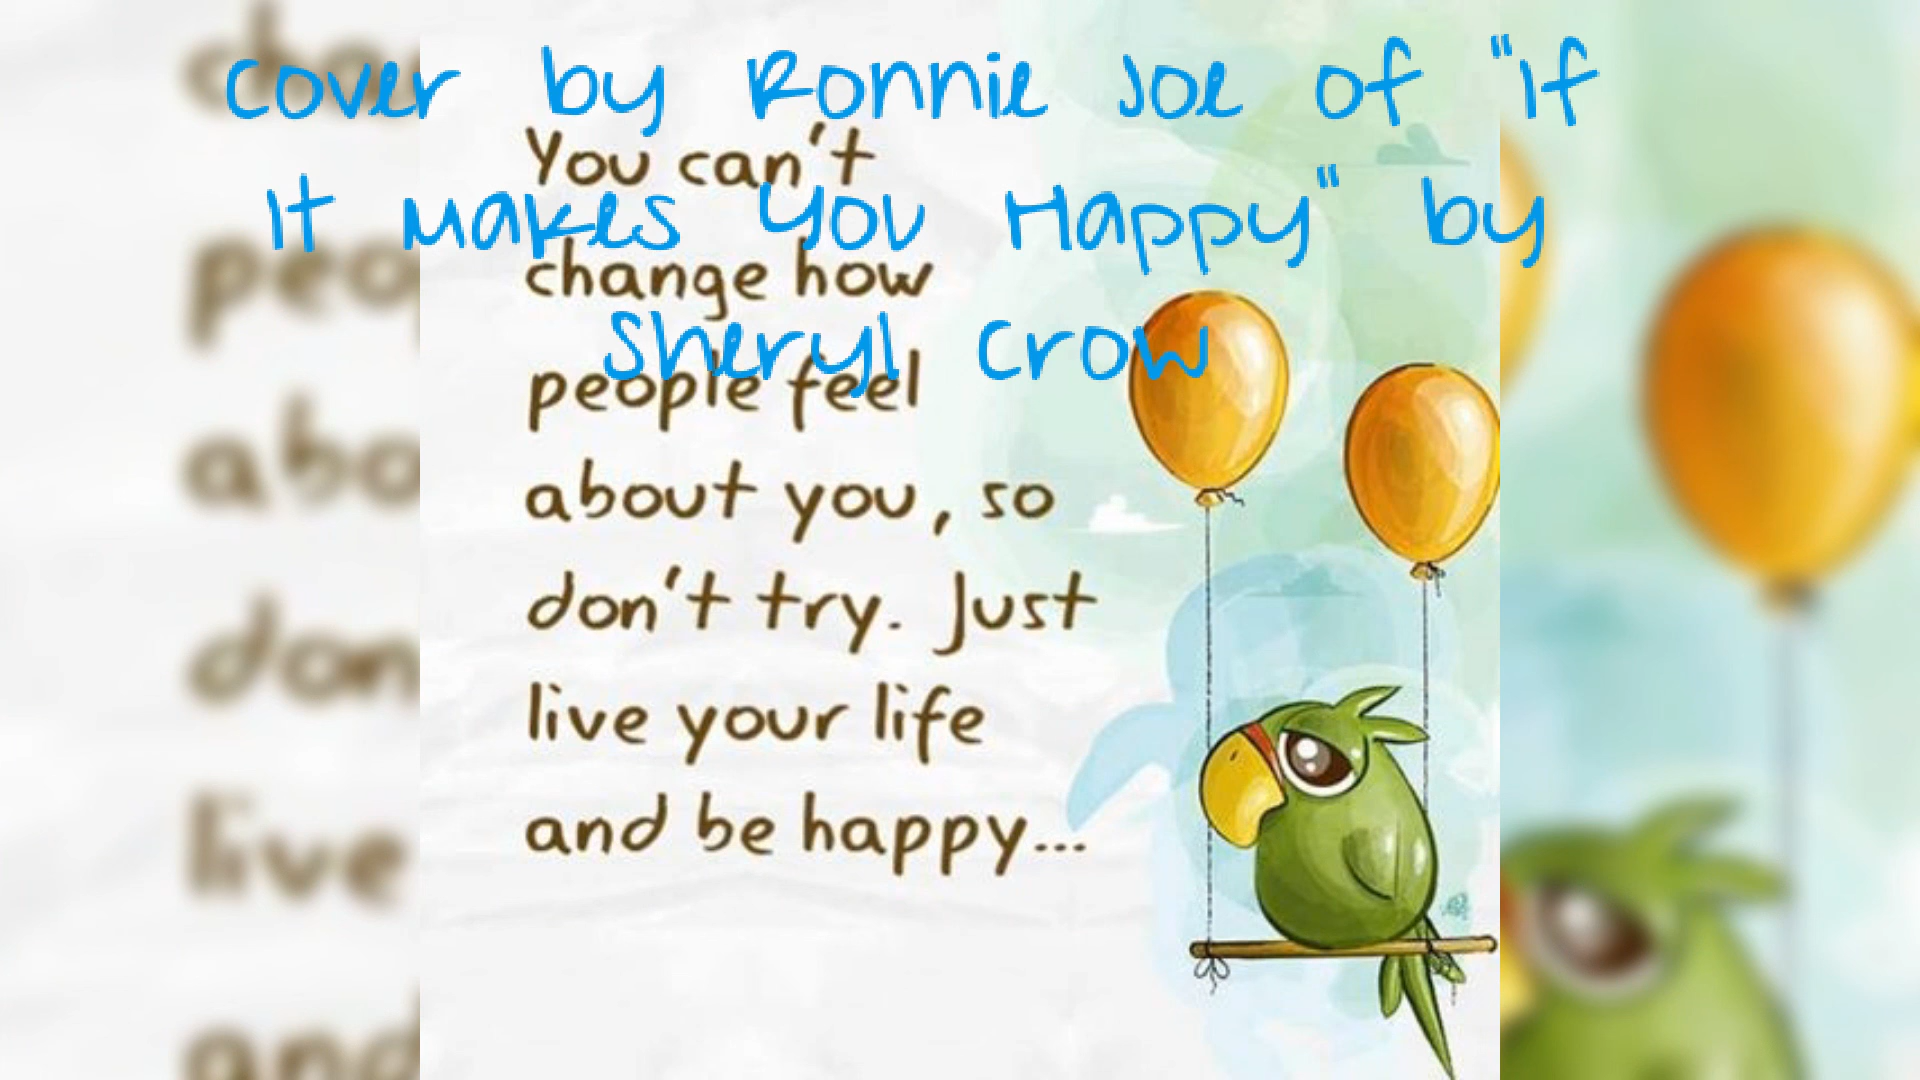 Cover by Ronnie Joe of "If
It Makes You Happy" by
Sheryl Crow
You can't
change how
people feel
about you, so
don't try. Just
live your life
and be happy...